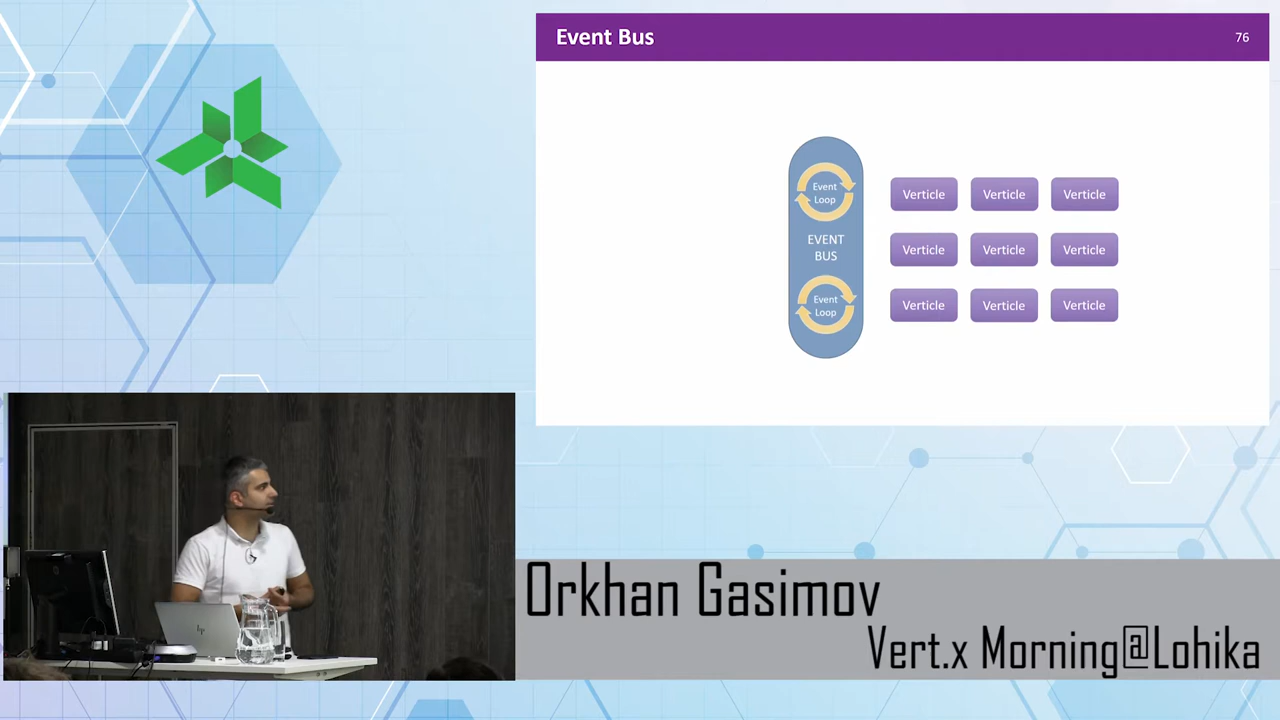 Event Bus
76
Event
Loop
EVENT
BUS
Event
Loop
Verticle Verticle Verticle
Verticle Verticle Verticle
Verticle Verticle Verticle
hp
Orkhan Gasimov
Vert.x Morning@Lohika